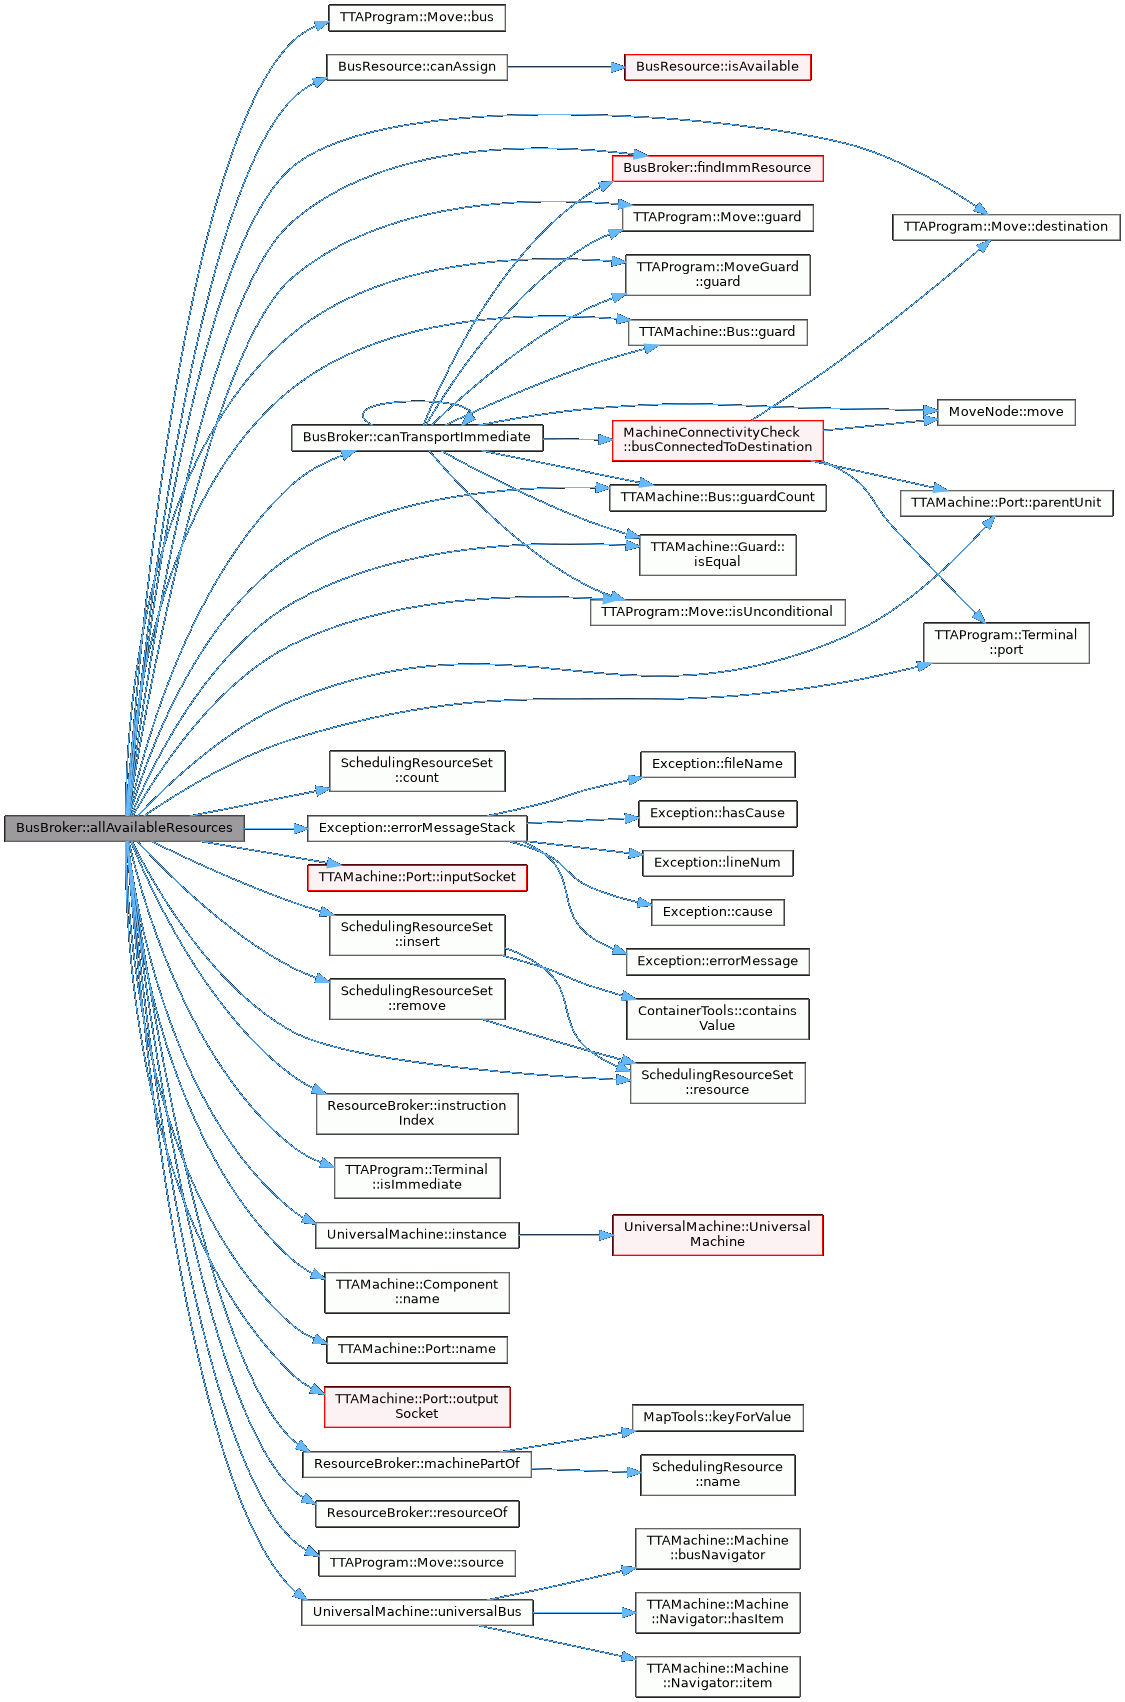 TTAProgram::Move::bus
BusResource::canAssign
BusResource::isAvailable
BusBroker::findImmResource
TTAProgram::Move::guard
TTAProgram::Move::destination
TTAProgram::MoveGuard
::guard
TTAMachine::Bus::guard
MoveNode::move
BusBroker::canTransportImmediate
MachineConnectivityCheck
::busConnectedToDestination
TTAMachine::Bus::guardCount
TTAMachine::Port::parentUnit
TTAMachine::Guard::
isEqual
TTAProgram::Move::isUnconditional
TTAProgram::Terminal
::port
SchedulingResourceSet
::count
Exception::fileName
Exception::hasCause
BusBroker::allAvailableResources
Exception::errorMessageStack
Exception::lineNum
TTAMachine::Port::inputSocket
Exception::cause
SchedulingResourceSet
::insert
Exception::errorMessage
SchedulingResourceSet
::remove
ContainerTools::contains
Value
SchedulingResourceSet
::resource
ResourceBroker::instruction
Index
TTAProgram::Terminal
::isImmediate
UniversalMachine::instance
UniversalMachine::Universal
Machine
TTAMachine::Component
::name
TTAMachine::Port::name
TTAMachine::Port::output
Socket
MapTools::keyForValue
ResourceBroker::machinePartOf
SchedulingResource
::name
ResourceBroker::resourceOf
TTAMachine::Machine
::busNavigator
TTAProgram::Move::source
UniversalMachine::universalBus
TTAMachine::Machine
::Navigator::hasItem
TTAMachine::Machine
::Navigator::item